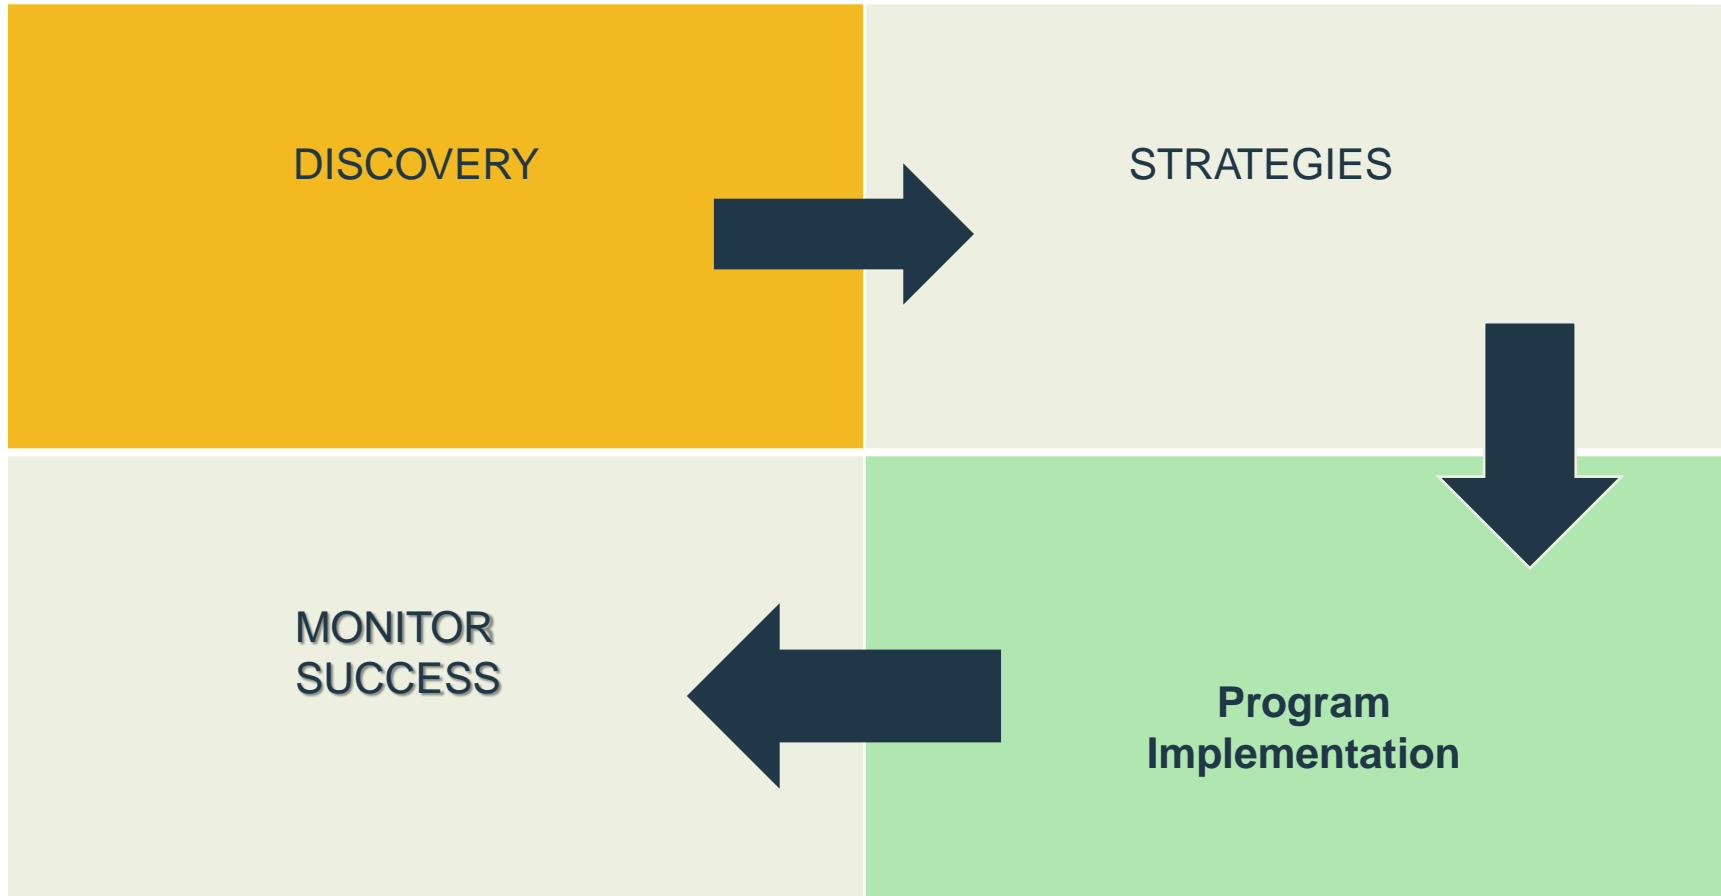 DISCOVERY
STRATEGIES
MONITOR
SUCCESS
Program
Implementation